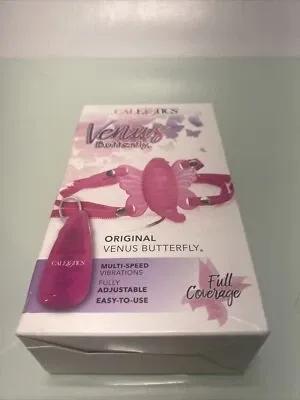 CALEXOTICS
Venus
Butterfly
ORIGINAL
VENUS BUTTERFLY®
MULTI-SPEED
VIBRATIONS
FULLY
ADJUSTABLE
EASY-TO-USE
CALEXOTICS
Full
Coverage